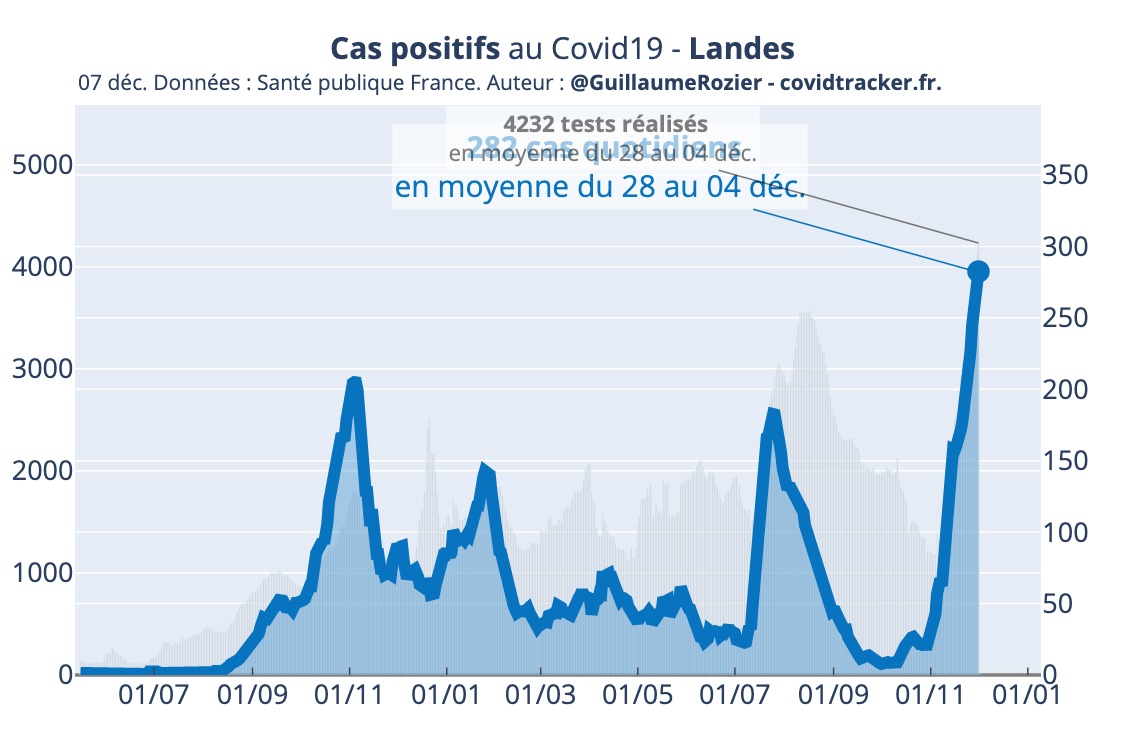 Cas positifs au Covid19 - Landes
07 déc. Données : Santé publique France. Auteur : @GuillaumeRozier - covidtracker.fr.
4232 tests réalisés
282 cas quotidiens
en moyenne du 28 au 04 déc.
en moyenne du 28 au 04 déc.
5000
4000
3000
2000
1000
0
350
300
250
200
150
100
50
0
01/07 01/09 01/11 01/01 01/03 01/05 01/07 01/09 01/11 01/01